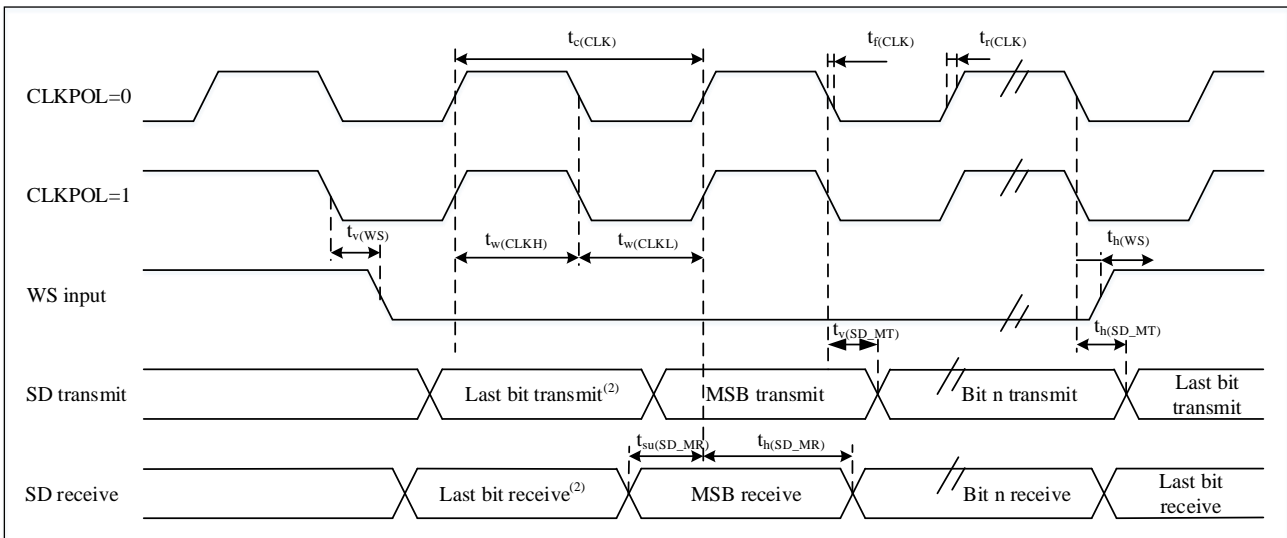 t_c(CLK)
t_f(CLK)
t_r(CLK)
CLKPOL=0
CLKPOL=1
t_v(WS)
t_w(CLKH)
t_w(CLKL)
t_h(WS)
WS input
t_v(SD_MT)
t_h(SD_MT)
SD transmit
Last bit transmit(2)
MSB transmit
Bit n transmit
Last bit
transmit
t_su(SD_MR)
t_h(SD_MR)
SD receive
Last bit receive(2)
MSB receive
Bit n receive
Last bit
receive